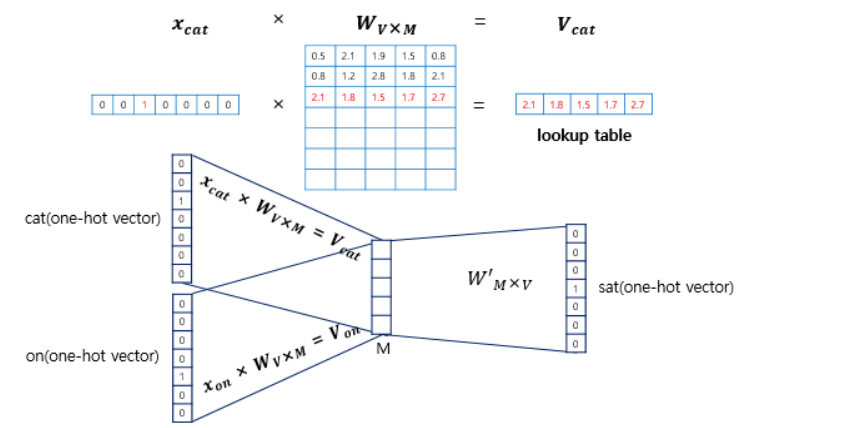 x_cat × W_V×M = V_cat
0.5 2.1 1.9 1.5 0.8
0.8 1.2 2.8 1.8 2.1
0 0 1 0 0 0 0 × 2.1 1.8 1.5 1.7 2.7 = 2.1 1.8 1.5 1.7 2.7
lookup table
0
0
1
0
0
0
0
cat(one-hot vector)
x_cat × W_V×M = V_cat
0
0
0
0
1
0
0
on(one-hot vector)
x_on × W_V×M = V_on
M
W'_M×V
0
0
0
1
0
0
0
sat(one-hot vector)